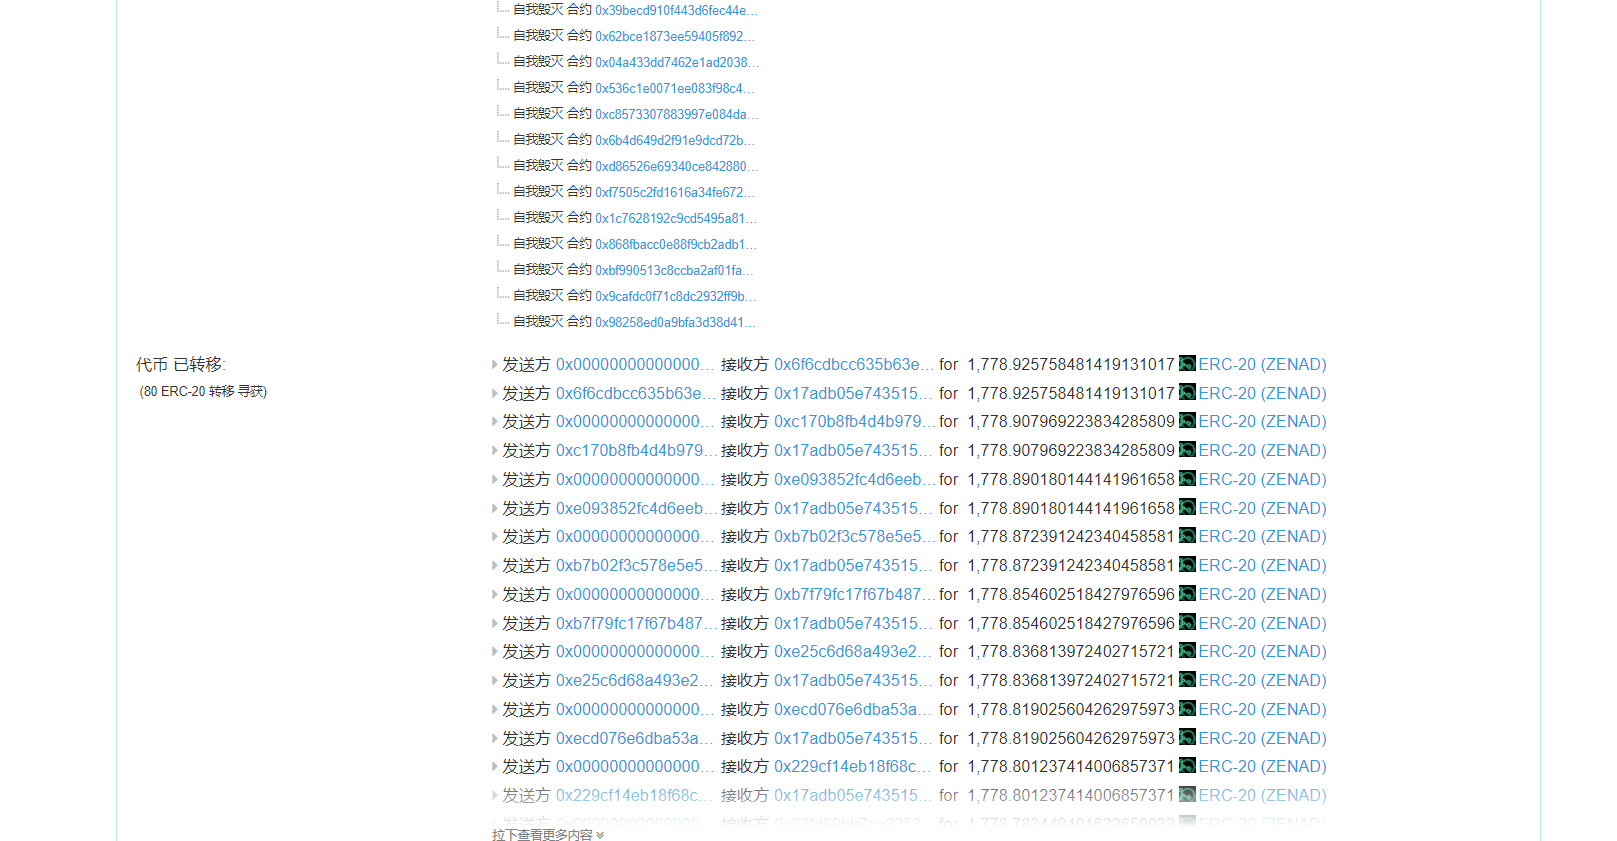 自我毁灭 合约 0x39becd910f443d6fec44e...
自我毁灭 合约 0x62bce1873ee59405f892...
自我毁灭 合约 0x04a433dd7462e1ad2038...
自我毁灭 合约 0x536c1e0071ee083f98c4...
自我毁灭 合约 0xc8573307883997e084da...
自我毁灭 合约 0x6b4d649d2f91e9dcd72b...
自我毁灭 合约 0xd86526e69340ce842880...
自我毁灭 合约 0xf7505c2fd1616a34fe672...
自我毁灭 合约 0x1c7628192c9cd5495a81...
自我毁灭 合约 0x868fbacc0e88f9cb2adb1...
自我毁灭 合约 0xbf990513c8ccba2af01fa...
自我毁灭 合约 0x9cafdc0f71c8dc2932ff9b...
自我毁灭 合约 0x98258ed0a9bfa3d38d41...
代币 已转移:
(80 ERC-20 转移 寻获)
发送方 0x00000000000000... 接收方 0x6f6cdbcc635b63e... for 1,778.925758481419131017 ERC-20 (ZENAD)
发送方 0x6f6cdbcc635b63e... 接收方 0x17adb05e743515... for 1,778.925758481419131017 ERC-20 (ZENAD)
发送方 0x00000000000000... 接收方 0xc170b8fb4d4b979... for 1,778.907969223834285809 ERC-20 (ZENAD)
发送方 0xc170b8fb4d4b979... 接收方 0x17adb05e743515... for 1,778.907969223834285809 ERC-20 (ZENAD)
发送方 0x00000000000000... 接收方 0xe093852fc4d6eeb... for 1,778.890180144141961658 ERC-20 (ZENAD)
发送方 0xe093852fc4d6eeb... 接收方 0x17adb05e743515... for 1,778.890180144141961658 ERC-20 (ZENAD)
发送方 0x00000000000000... 接收方 0xb7b02f3c578e5e5... for 1,778.872391242340458581 ERC-20 (ZENAD)
发送方 0xb7b02f3c578e5e5... 接收方 0x17adb05e743515... for 1,778.872391242340458581 ERC-20 (ZENAD)
发送方 0x00000000000000... 接收方 0xb7f79fc17f67b487... for 1,778.854602518427976596 ERC-20 (ZENAD)
发送方 0xb7f79fc17f67b487... 接收方 0x17adb05e743515... for 1,778.854602518427976596 ERC-20 (ZENAD)
发送方 0x00000000000000... 接收方 0xe25c6d68a493e2... for 1,778.836813972402715721 ERC-20 (ZENAD)
发送方 0xe25c6d68a493e2... 接收方 0x17adb05e743515... for 1,778.836813972402715721 ERC-20 (ZENAD)
发送方 0x00000000000000... 接收方 0xecd076e6dba53a... for 1,778.819025604262975973 ERC-20 (ZENAD)
发送方 0xecd076e6dba53a... 接收方 0x17adb05e743515... for 1,778.819025604262975973 ERC-20 (ZENAD)
发送方 0x00000000000000... 接收方 0x229cf14eb18f68c... for 1,778.801237414006857371 ERC-20 (ZENAD)
发送方 0x229cf14eb18f68c... 接收方 0x17adb05e743515... for 1,778.801237414006857371 ERC-20 (ZENAD)
拉下查看更多内容